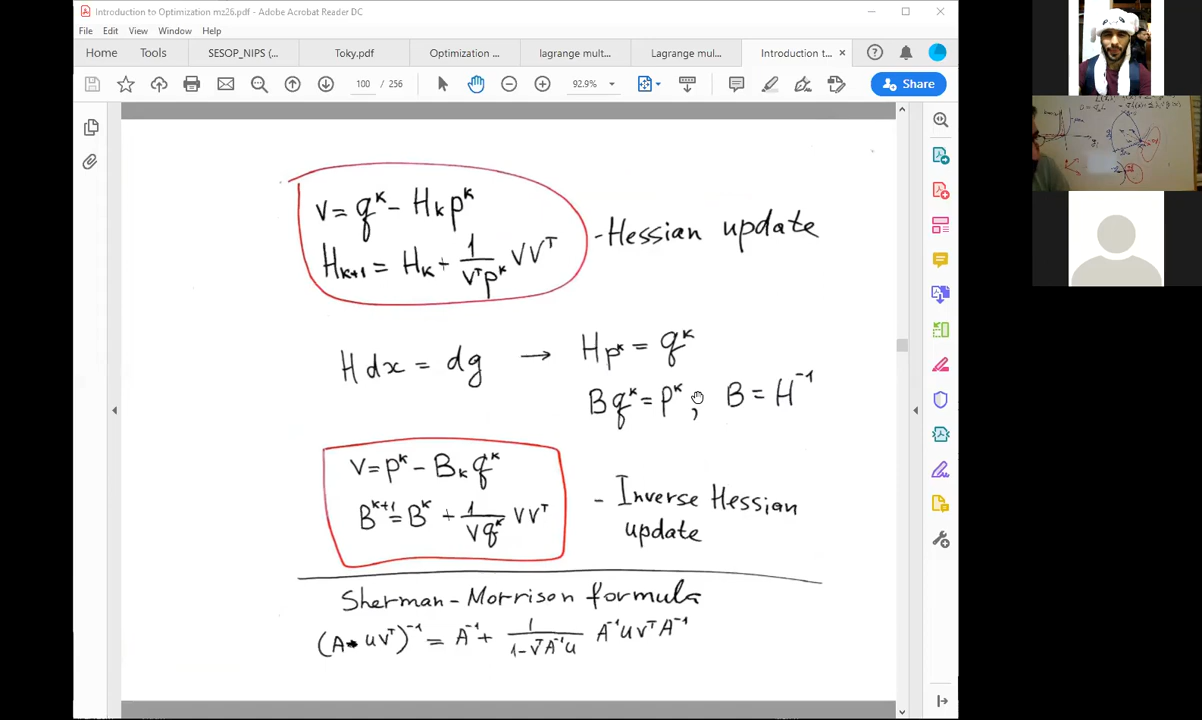 Introduction to Optimization mz26.pdf - Adobe Acrobat Reader DC
File Edit View Window Help
Home Tools SESOP_NIPS (... Toky.pdf Optimization ... lagrange mult... Lagrange mul... Introduction t... ×
100 / 256 92.9% Share
V = q^k - H_k p^k
H_{k+1} = H_k + 1/(V^T p^k) VV^T - Hessian update
H dx = dg → H p^k = q^k
B q^k = p^k ; B = H^{-1}
V = p^k - B_k q^k
B^{k+1} = B^k + 1/(V q^k) VV^T - Inverse Hessian
update
Sherman-Morrison formula
(A - uv^T)^{-1} = A^{-1} + 1/(1-v^T A^{-1} u) A^{-1} u v^T A^{-1}